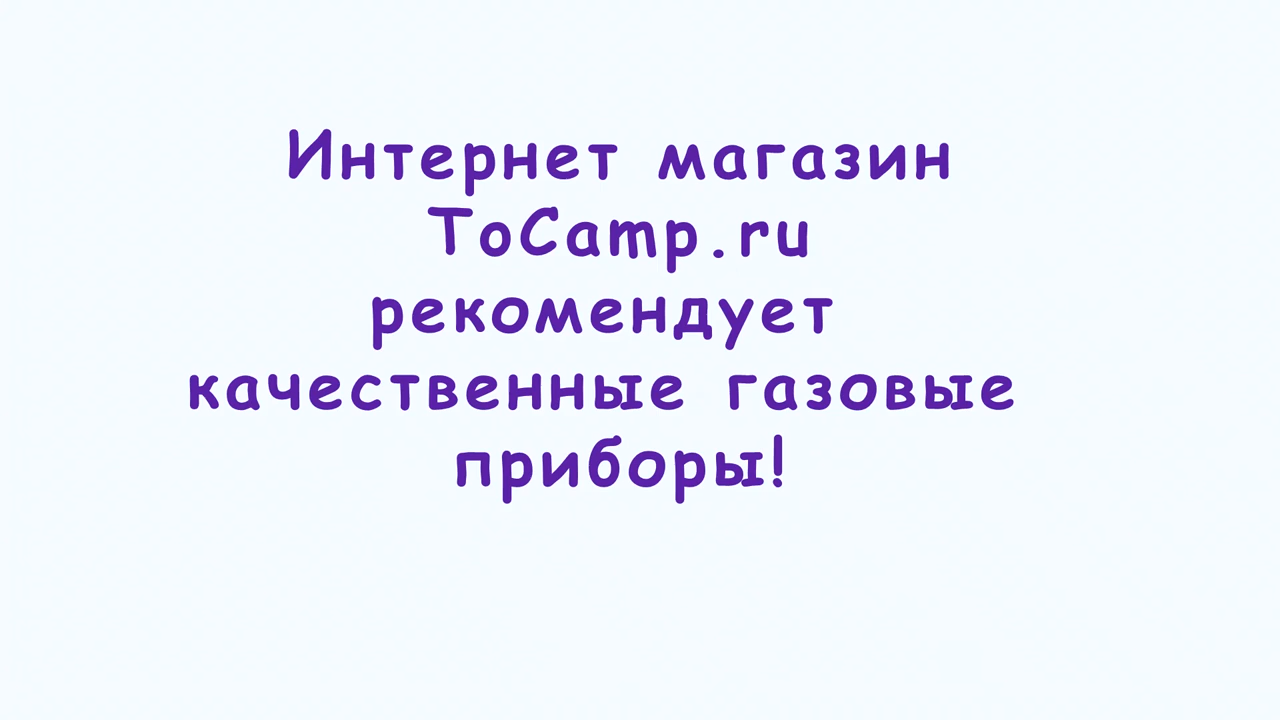 Интернет магазин
ToCamp.ru
рекомендует
качественные газовые
приборы!